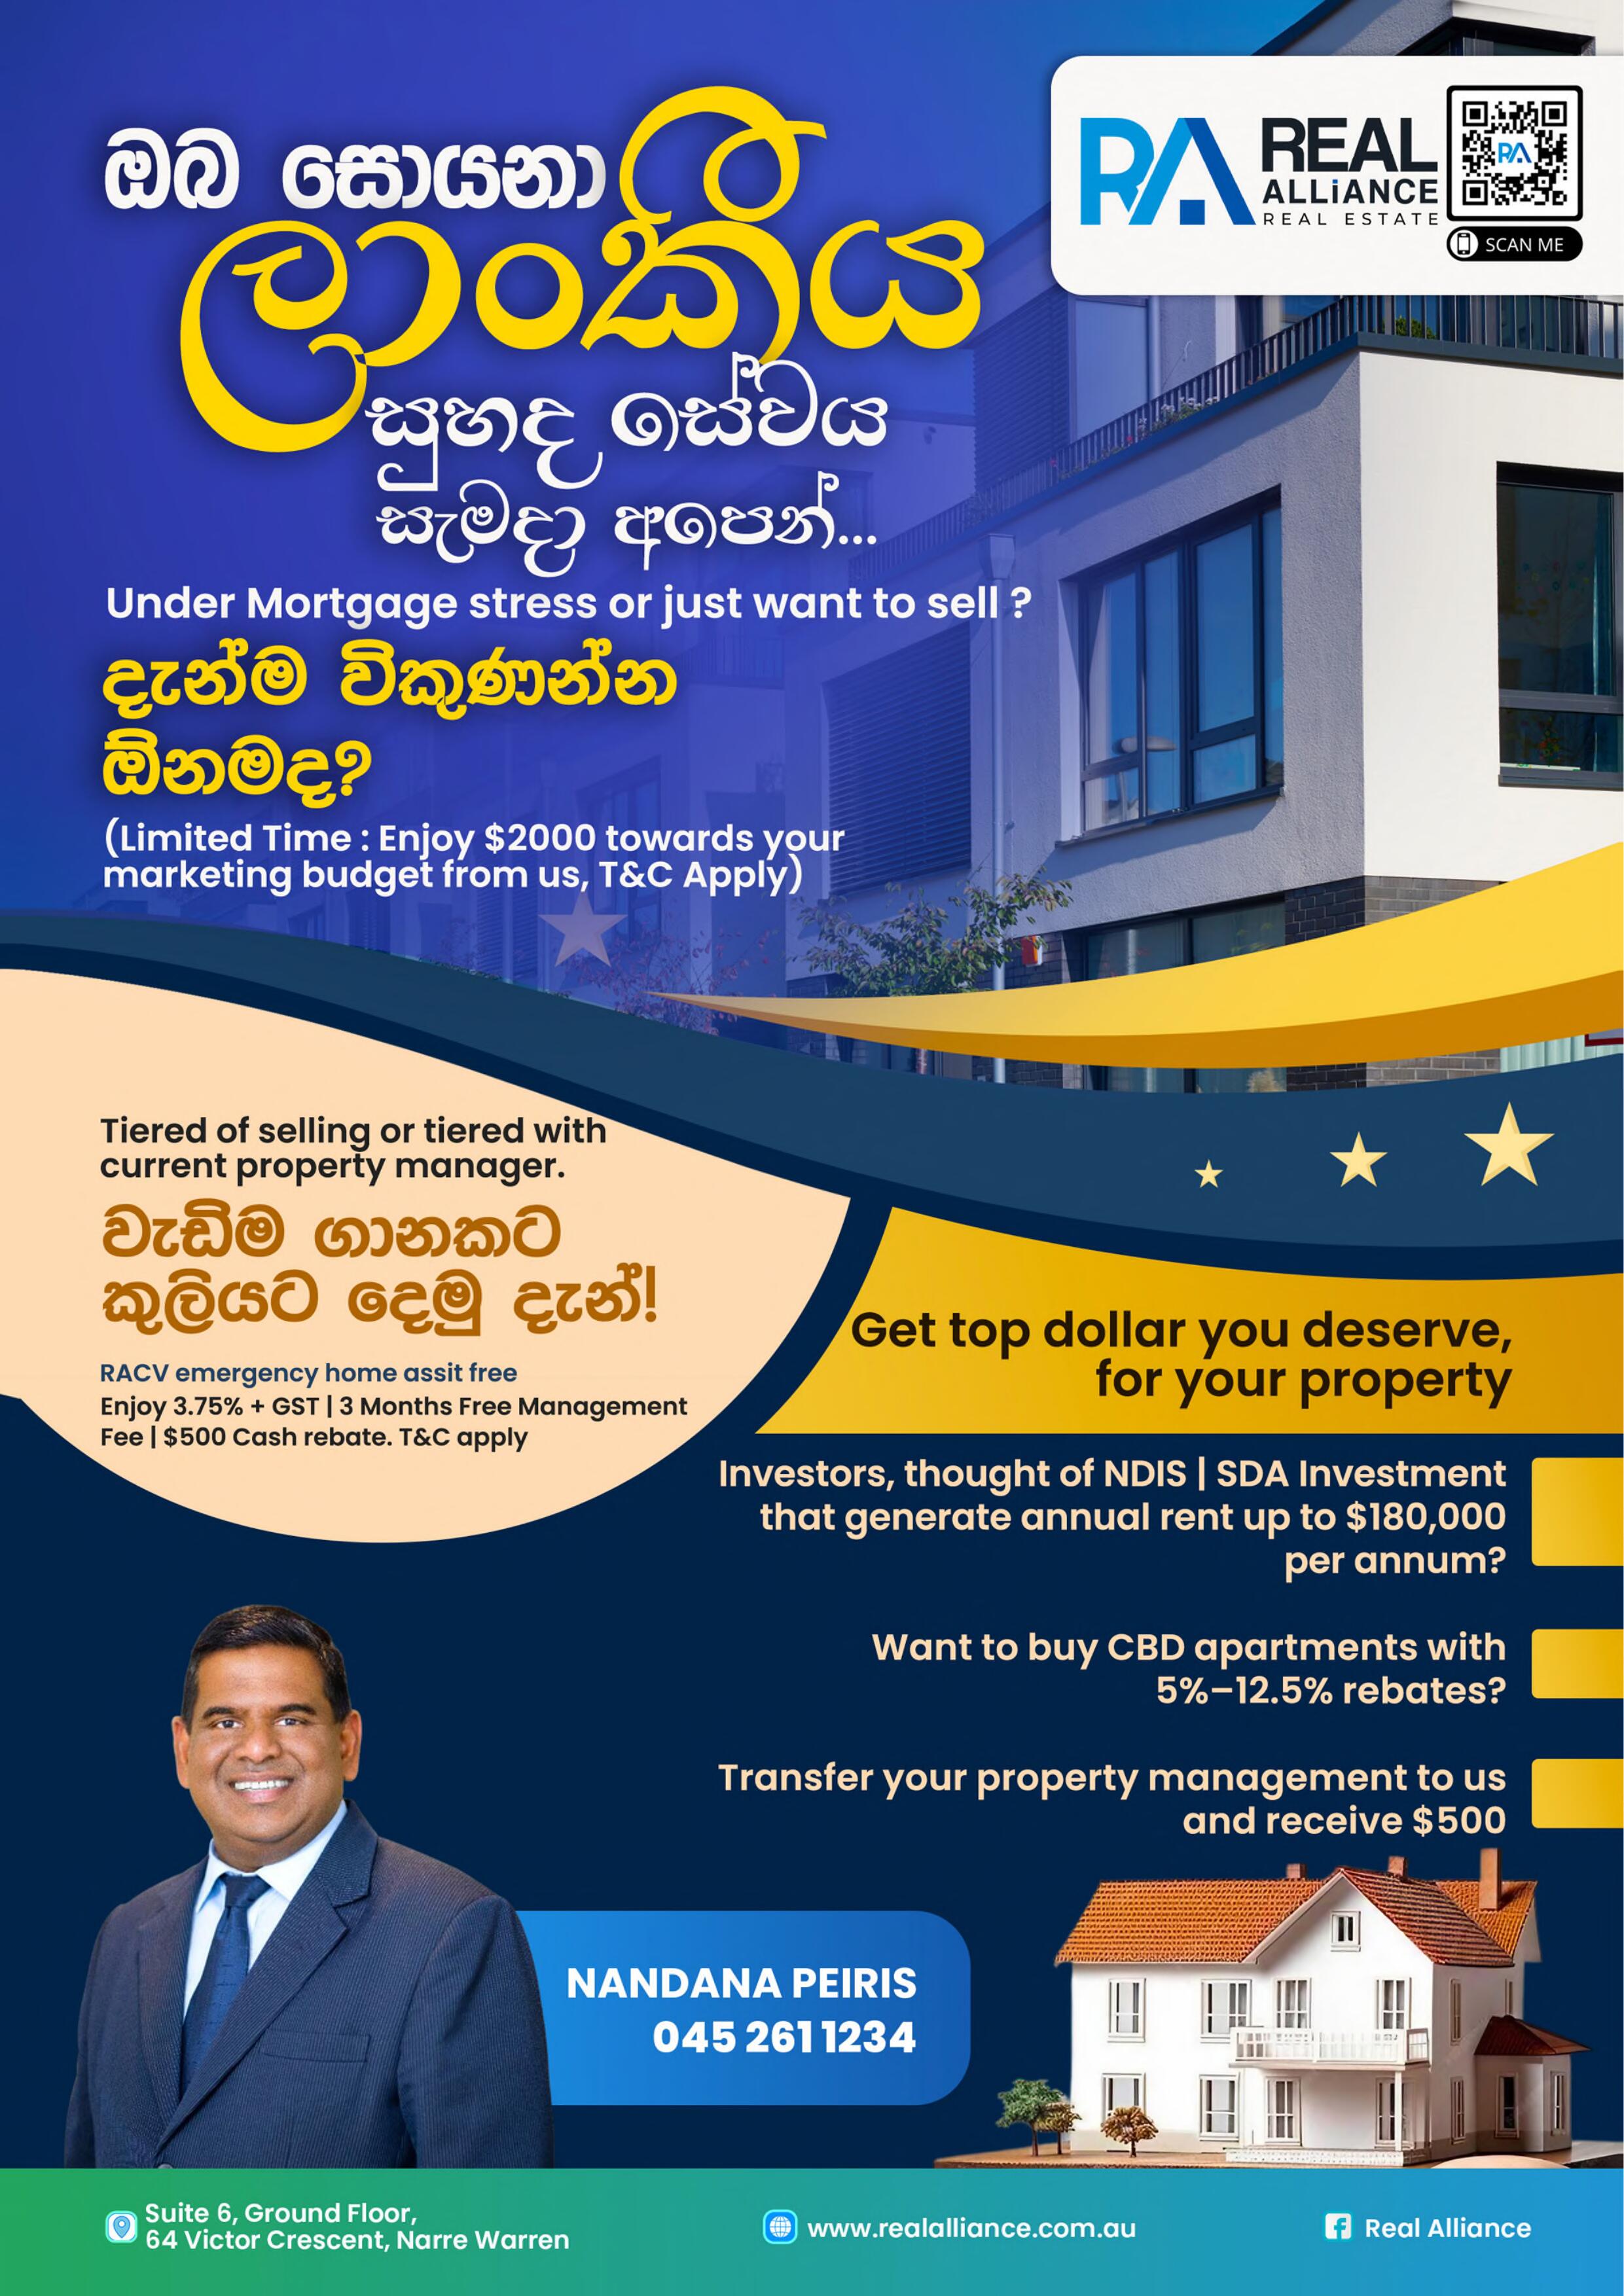 ඔබ සොයනා
ලාංකීය
සුහද සේවය
සැමදා අපෙන්...
RA REAL
ALLiANCE
REAL ESTATE
RA
SCAN ME
Under Mortgage stress or just want to sell ?
දැන්ම විකුණන්න
ඕනමද?
(Limited Time : Enjoy $2000 towards your
marketing budget from us, T&C Apply)
Tiered of selling or tiered with
current property manager.
වැඩිම ගානකට
කුලියට දෙමු දැන්!
RACV emergency home assit free
Enjoy 3.75% + GST | 3 Months Free Management
Fee | $500 Cash rebate. T&C apply
Get top dollar you deserve,
for your property
Investors, thought of NDIS | SDA Investment
that generate annual rent up to $180,000
per annum?
Want to buy CBD apartments with
5%–12.5% rebates?
Transfer your property management to us
and receive $500
NANDANA PEIRIS
045 261 1234
Suite 6, Ground Floor,
64 Victor Crescent, Narre Warren
www.realalliance.com.au
Real Alliance